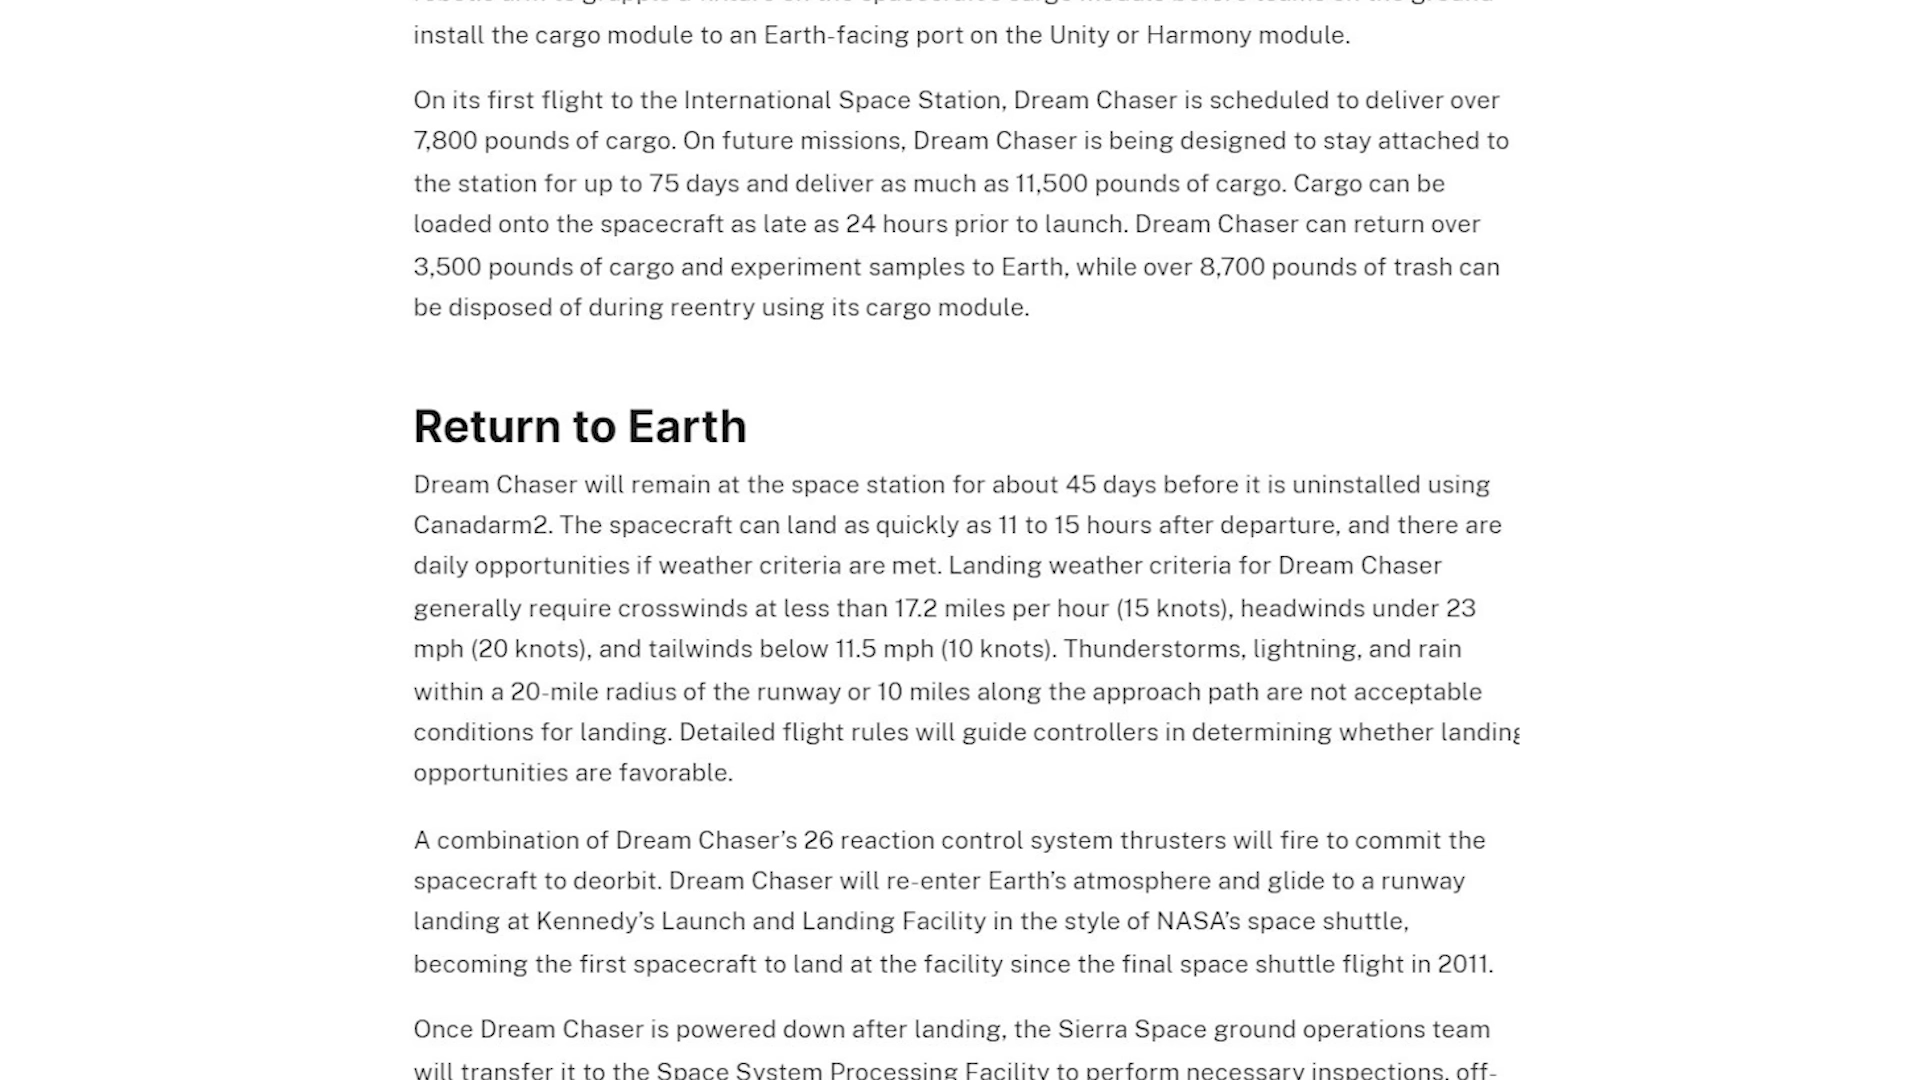 install the cargo module to an Earth-facing port on the Unity or Harmony module.
On its first flight to the International Space Station, Dream Chaser is scheduled to deliver over
7,800 pounds of cargo. On future missions, Dream Chaser is being designed to stay attached to
the station for up to 75 days and deliver as much as 11,500 pounds of cargo. Cargo can be
loaded onto the spacecraft as late as 24 hours prior to launch. Dream Chaser can return over
3,500 pounds of cargo and experiment samples to Earth, while over 8,700 pounds of trash can
be disposed of during reentry using its cargo module.
Return to Earth
Dream Chaser will remain at the space station for about 45 days before it is uninstalled using
Canadarm2. The spacecraft can land as quickly as 11 to 15 hours after departure, and there are
daily opportunities if weather criteria are met. Landing weather criteria for Dream Chaser
generally require crosswinds at less than 17.2 miles per hour (15 knots), headwinds under 23
mph (20 knots), and tailwinds below 11.5 mph (10 knots). Thunderstorms, lightning, and rain
within a 20-mile radius of the runway or 10 miles along the approach path are not acceptable
conditions for landing. Detailed flight rules will guide controllers in determining whether landing
opportunities are favorable.
A combination of Dream Chaser’s 26 reaction control system thrusters will fire to commit the
spacecraft to deorbit. Dream Chaser will re-enter Earth’s atmosphere and glide to a runway
landing at Kennedy’s Launch and Landing Facility in the style of NASA’s space shuttle,
becoming the first spacecraft to land at the facility since the final space shuttle flight in 2011.
Once Dream Chaser is powered down after landing, the Sierra Space ground operations team
will transfer it to the Space System Processing Facility to perform necessary inspections, off-